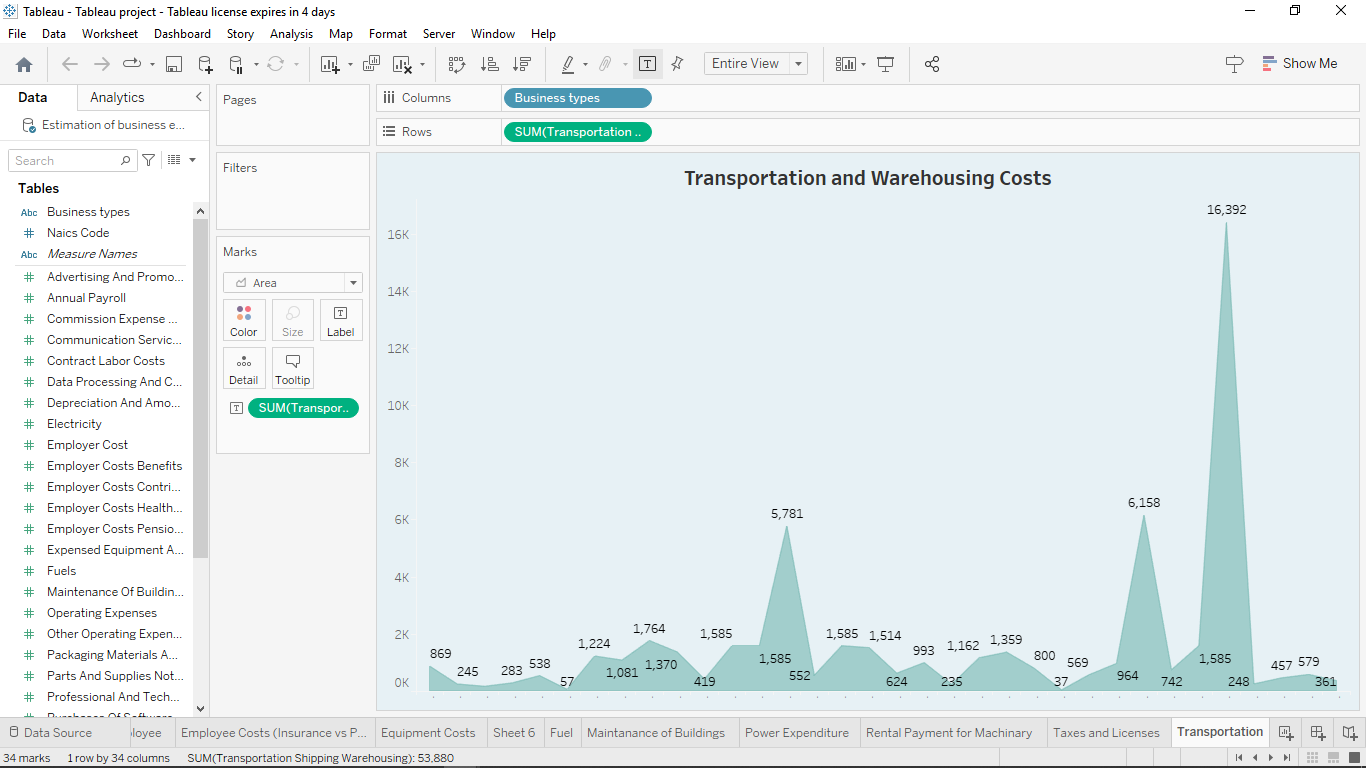 Tableau - Tableau project - Tableau license expires in 4 days
File Data Worksheet Dashboard Story Analysis Map Format Server Window Help
Entire View
Show Me
Data Analytics
Estimation of business e...
Search
Tables
Abc Business types
# Naics Code
Abc Measure Names
# Advertising And Promo...
# Annual Payroll
# Commission Expense ...
# Communication Servic...
# Contract Labor Costs
# Data Processing And C...
# Depreciation And Amo...
# Electricity
# Employer Cost
# Employer Costs Benefits
# Employer Costs Contri...
# Employer Costs Health...
# Employer Costs Pensio...
# Expensed Equipment A...
# Fuels
# Maintenance Of Buildin...
# Operating Expenses
# Other Operating Expen...
# Packaging Materials A...
# Parts And Supplies Not...
# Professional And Tech...
# Purchase Of Software
Pages
Filters
Marks
Area
Color Size Label
Detail Tooltip
T SUM(Transpor..
Columns Business types
Rows SUM(Transportation ..
Transportation and Warehousing Costs
16K
14K
12K
10K
8K
6K
4K
2K
0K
869
245
283
538
57
1,224
1,081
1,764
1,370
419
1,585
1,585
5,781
552
1,585
1,514
624
993
235
1,162
1,359
800
37
569
964
6,158
742
1,585
16,392
248
457
579
361
Data Source loyee Employee Costs (Insurance vs P... Equipment Costs Sheet 6 Fuel Maintanance of Buildings Power Expenditure Rental Payment for Machinary Taxes and Licenses Transportation
34 marks 1 row by 34 columns SUM(Transportation Shipping Warehousing): 53,880